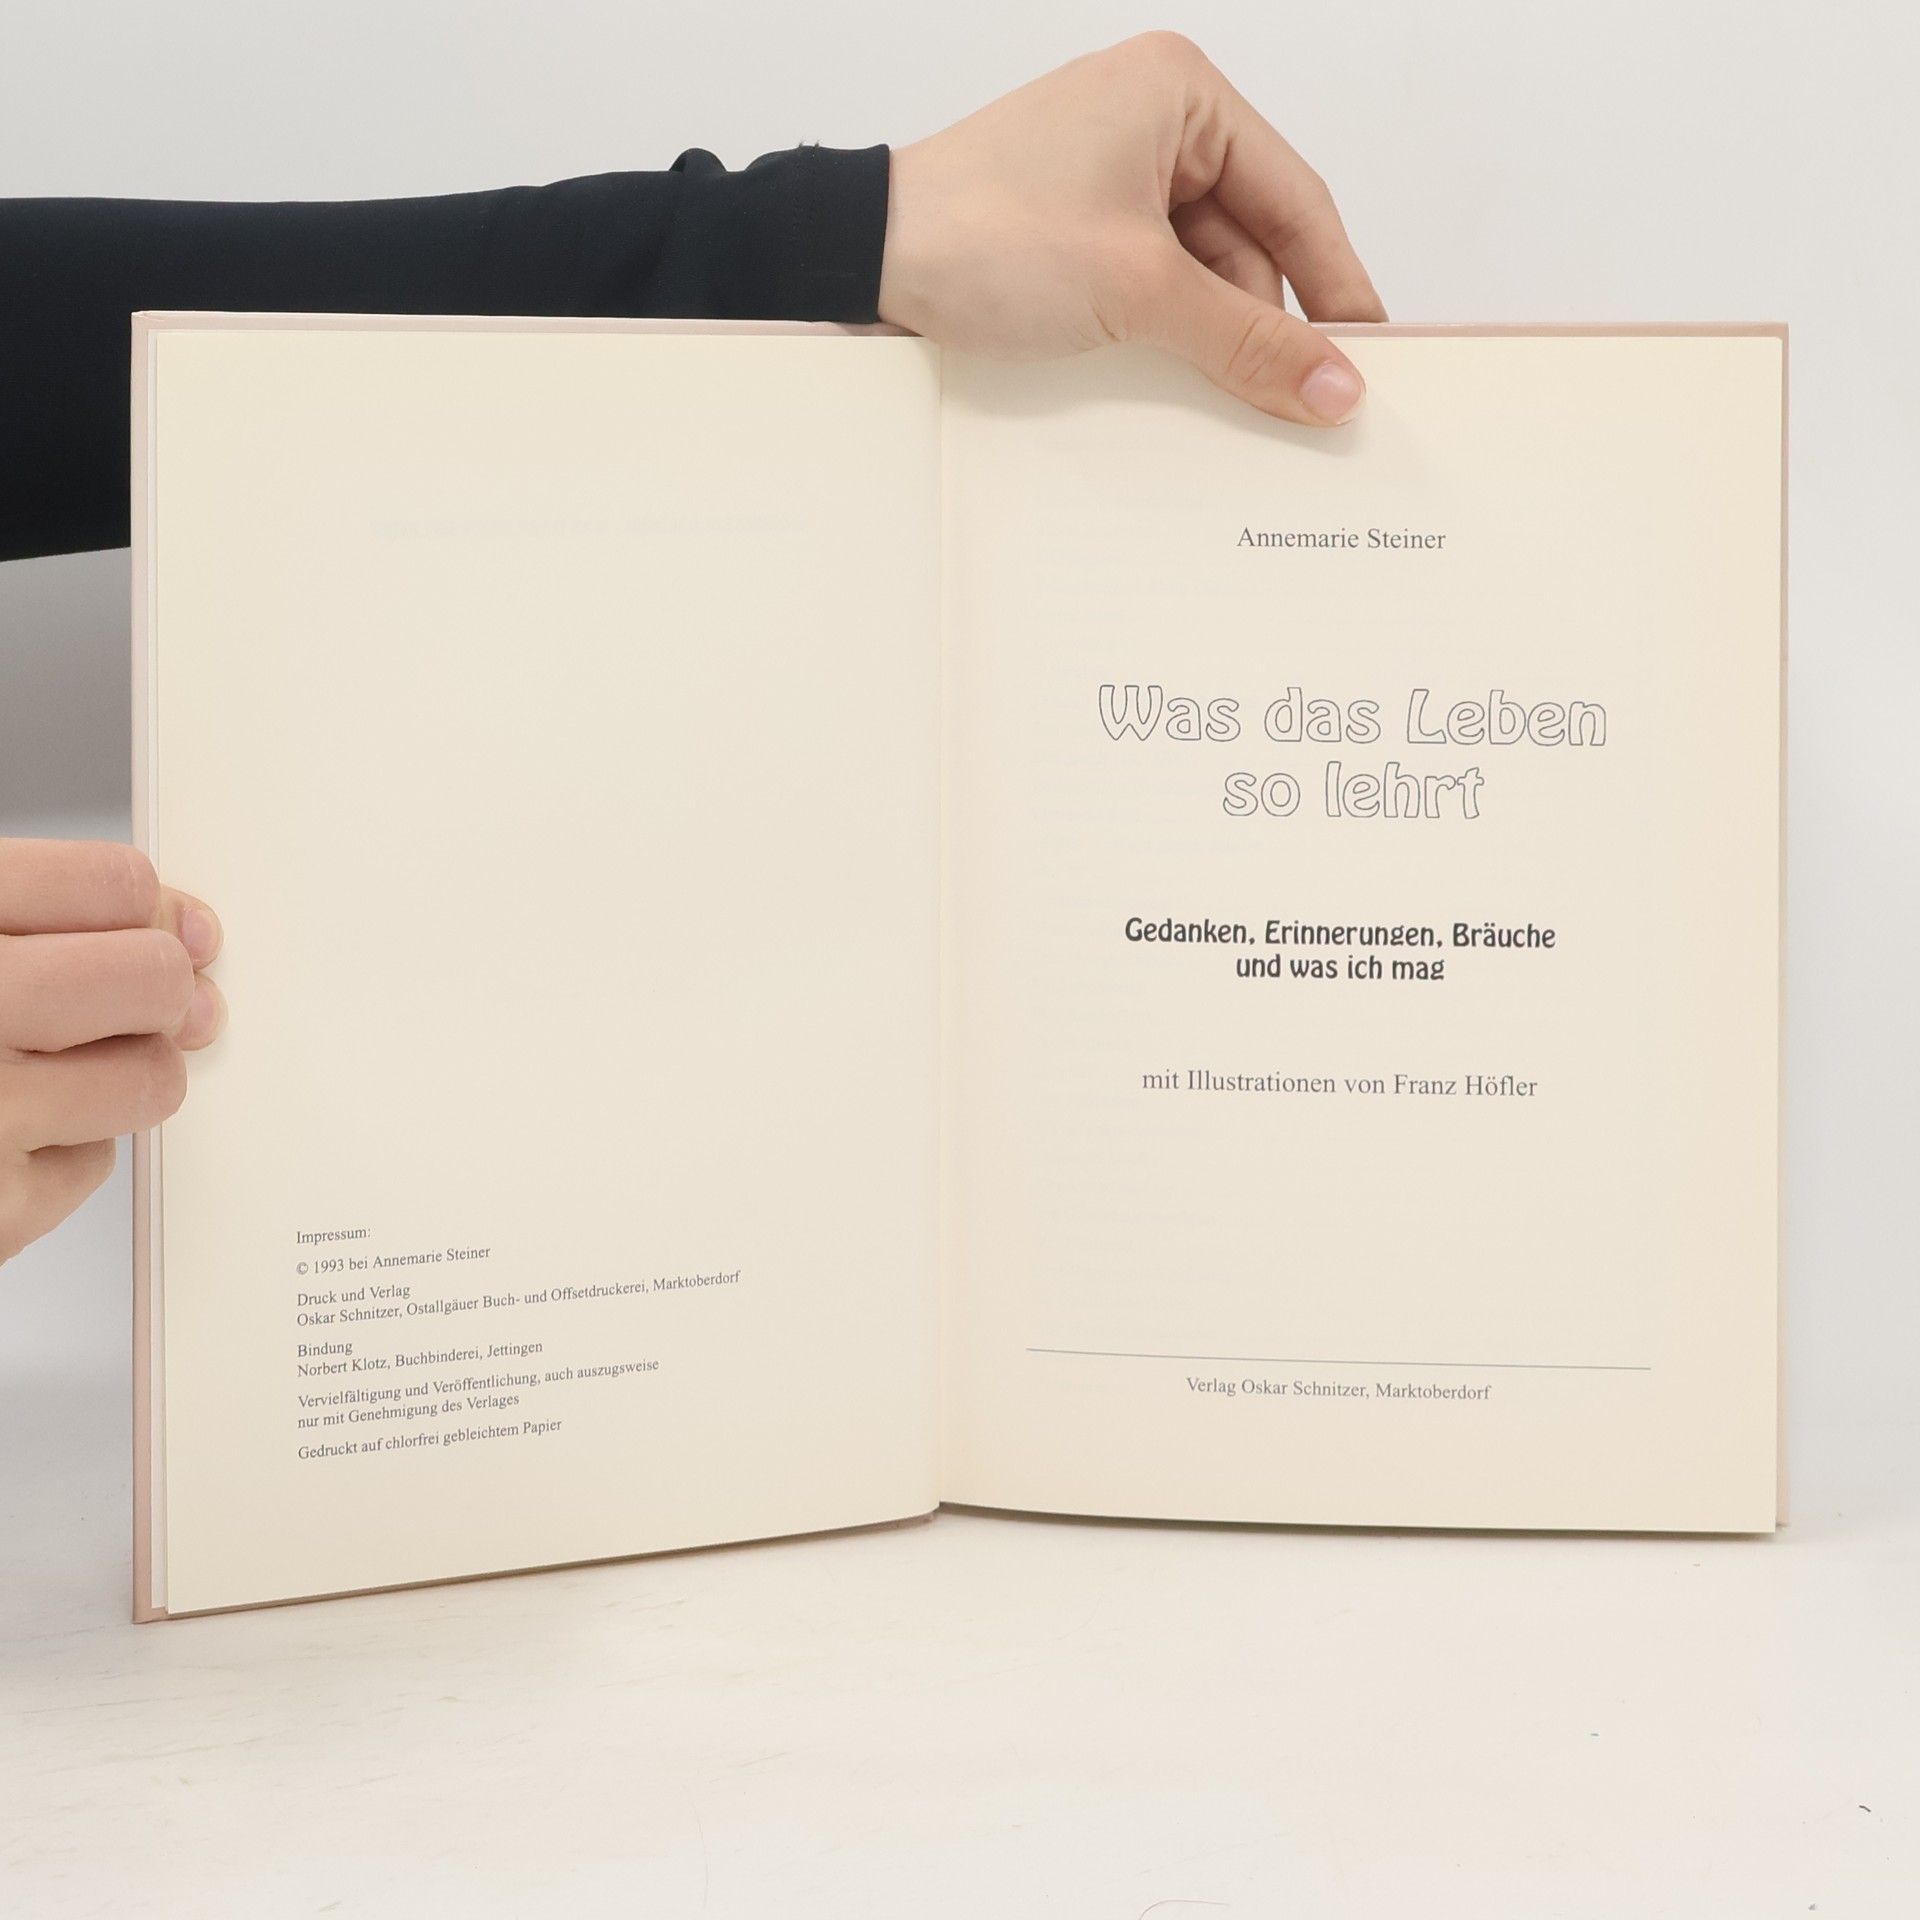 Impressum:
© 1993 bei Annemarie Steiner
Druck und Verlag
Oskar Schnitzer, Ostallgäuer Buch- und Offsetdruckerei, Marktoberdorf
Bindung
Norbert Klotz, Buchbinderei, Jettingen
Vervielfältigung und Veröffentlichung, auch auszugsweise
nur mit Genehmigung des Verlages
Gedruckt auf chlorfrei gebleichtem Papier
Annemarie Steiner
Was das Leben
so lehrt
Gedanken, Erinnerungen, Bräuche
und was ich mag
mit Illustrationen von Franz Höfler
Verlag Oskar Schnitzer, Marktoberdorf